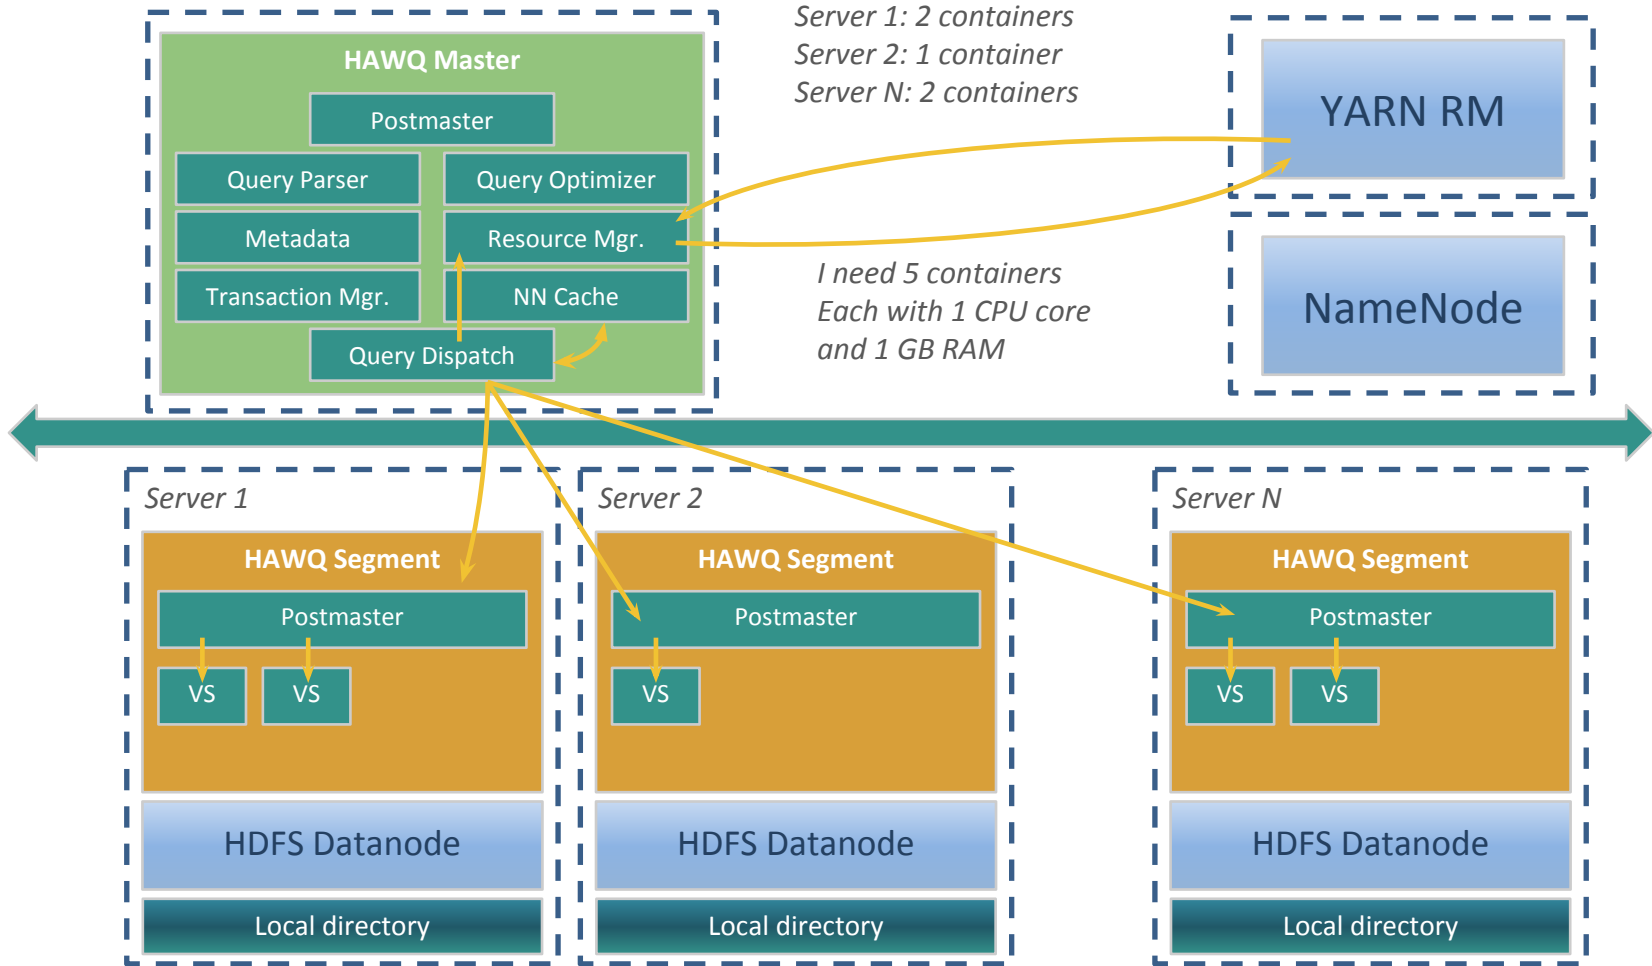 Server 1: 2 containers
Server 2: 1 container
Server N: 2 containers
HAWQ Master
Postmaster
Query Parser
Query Optimizer
Metadata
Resource Mgr.
Transaction Mgr.
NN Cache
Query Dispatch
YARN RM
I need 5 containers
Each with 1 CPU core
and 1 GB RAM
NameNode
Server 1
HAWQ Segment
Postmaster
VS
VS
HDFS Datanode
Local directory
Server 2
HAWQ Segment
Postmaster
VS
HDFS Datanode
Local directory
Server N
HAWQ Segment
Postmaster
VS
VS
HDFS Datanode
Local directory